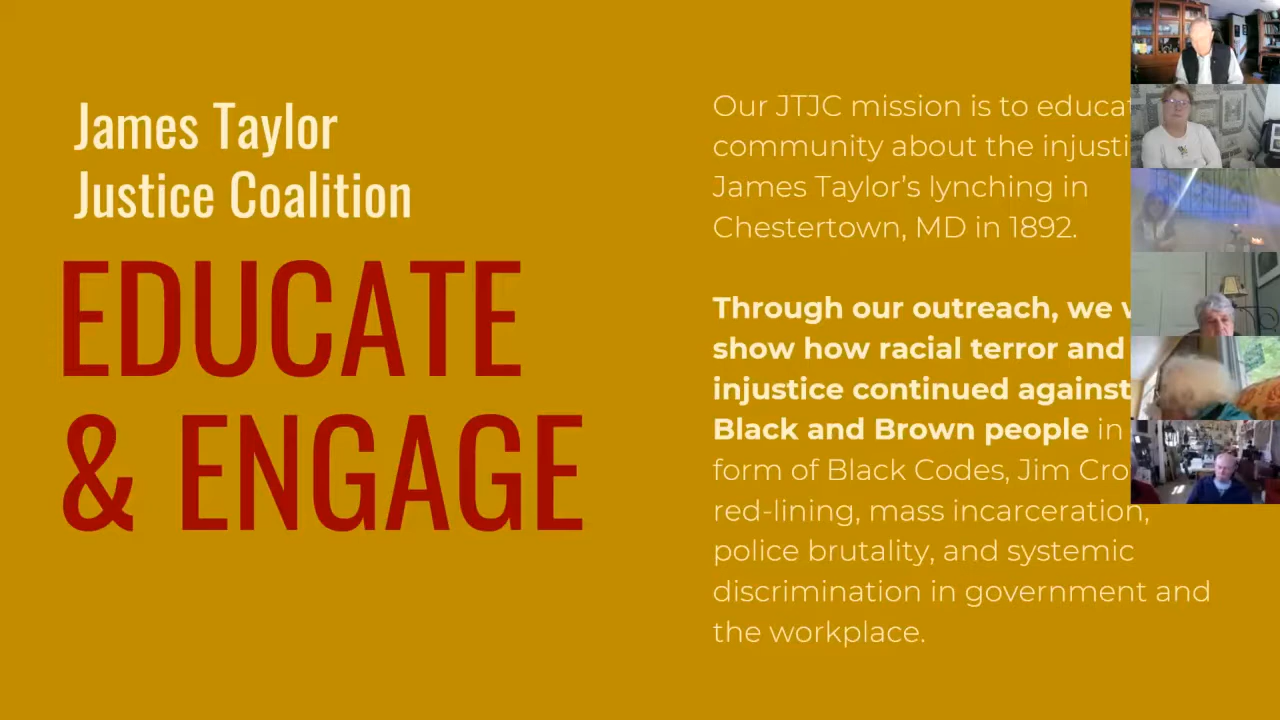 James Taylor
Justice Coalition
EDUCATE
& ENGAGE
Our JTJC mission is to
community about the
James Taylor’s lynching in
Chestertown, MD in 1892.
Through our outreach, we
show how racial terror and
injustice continued against
Black and Brown people in
form of Black Codes, Jim
red-lining, mass incarceration,
police brutality, and systemic
discrimination in government and
the workplace.